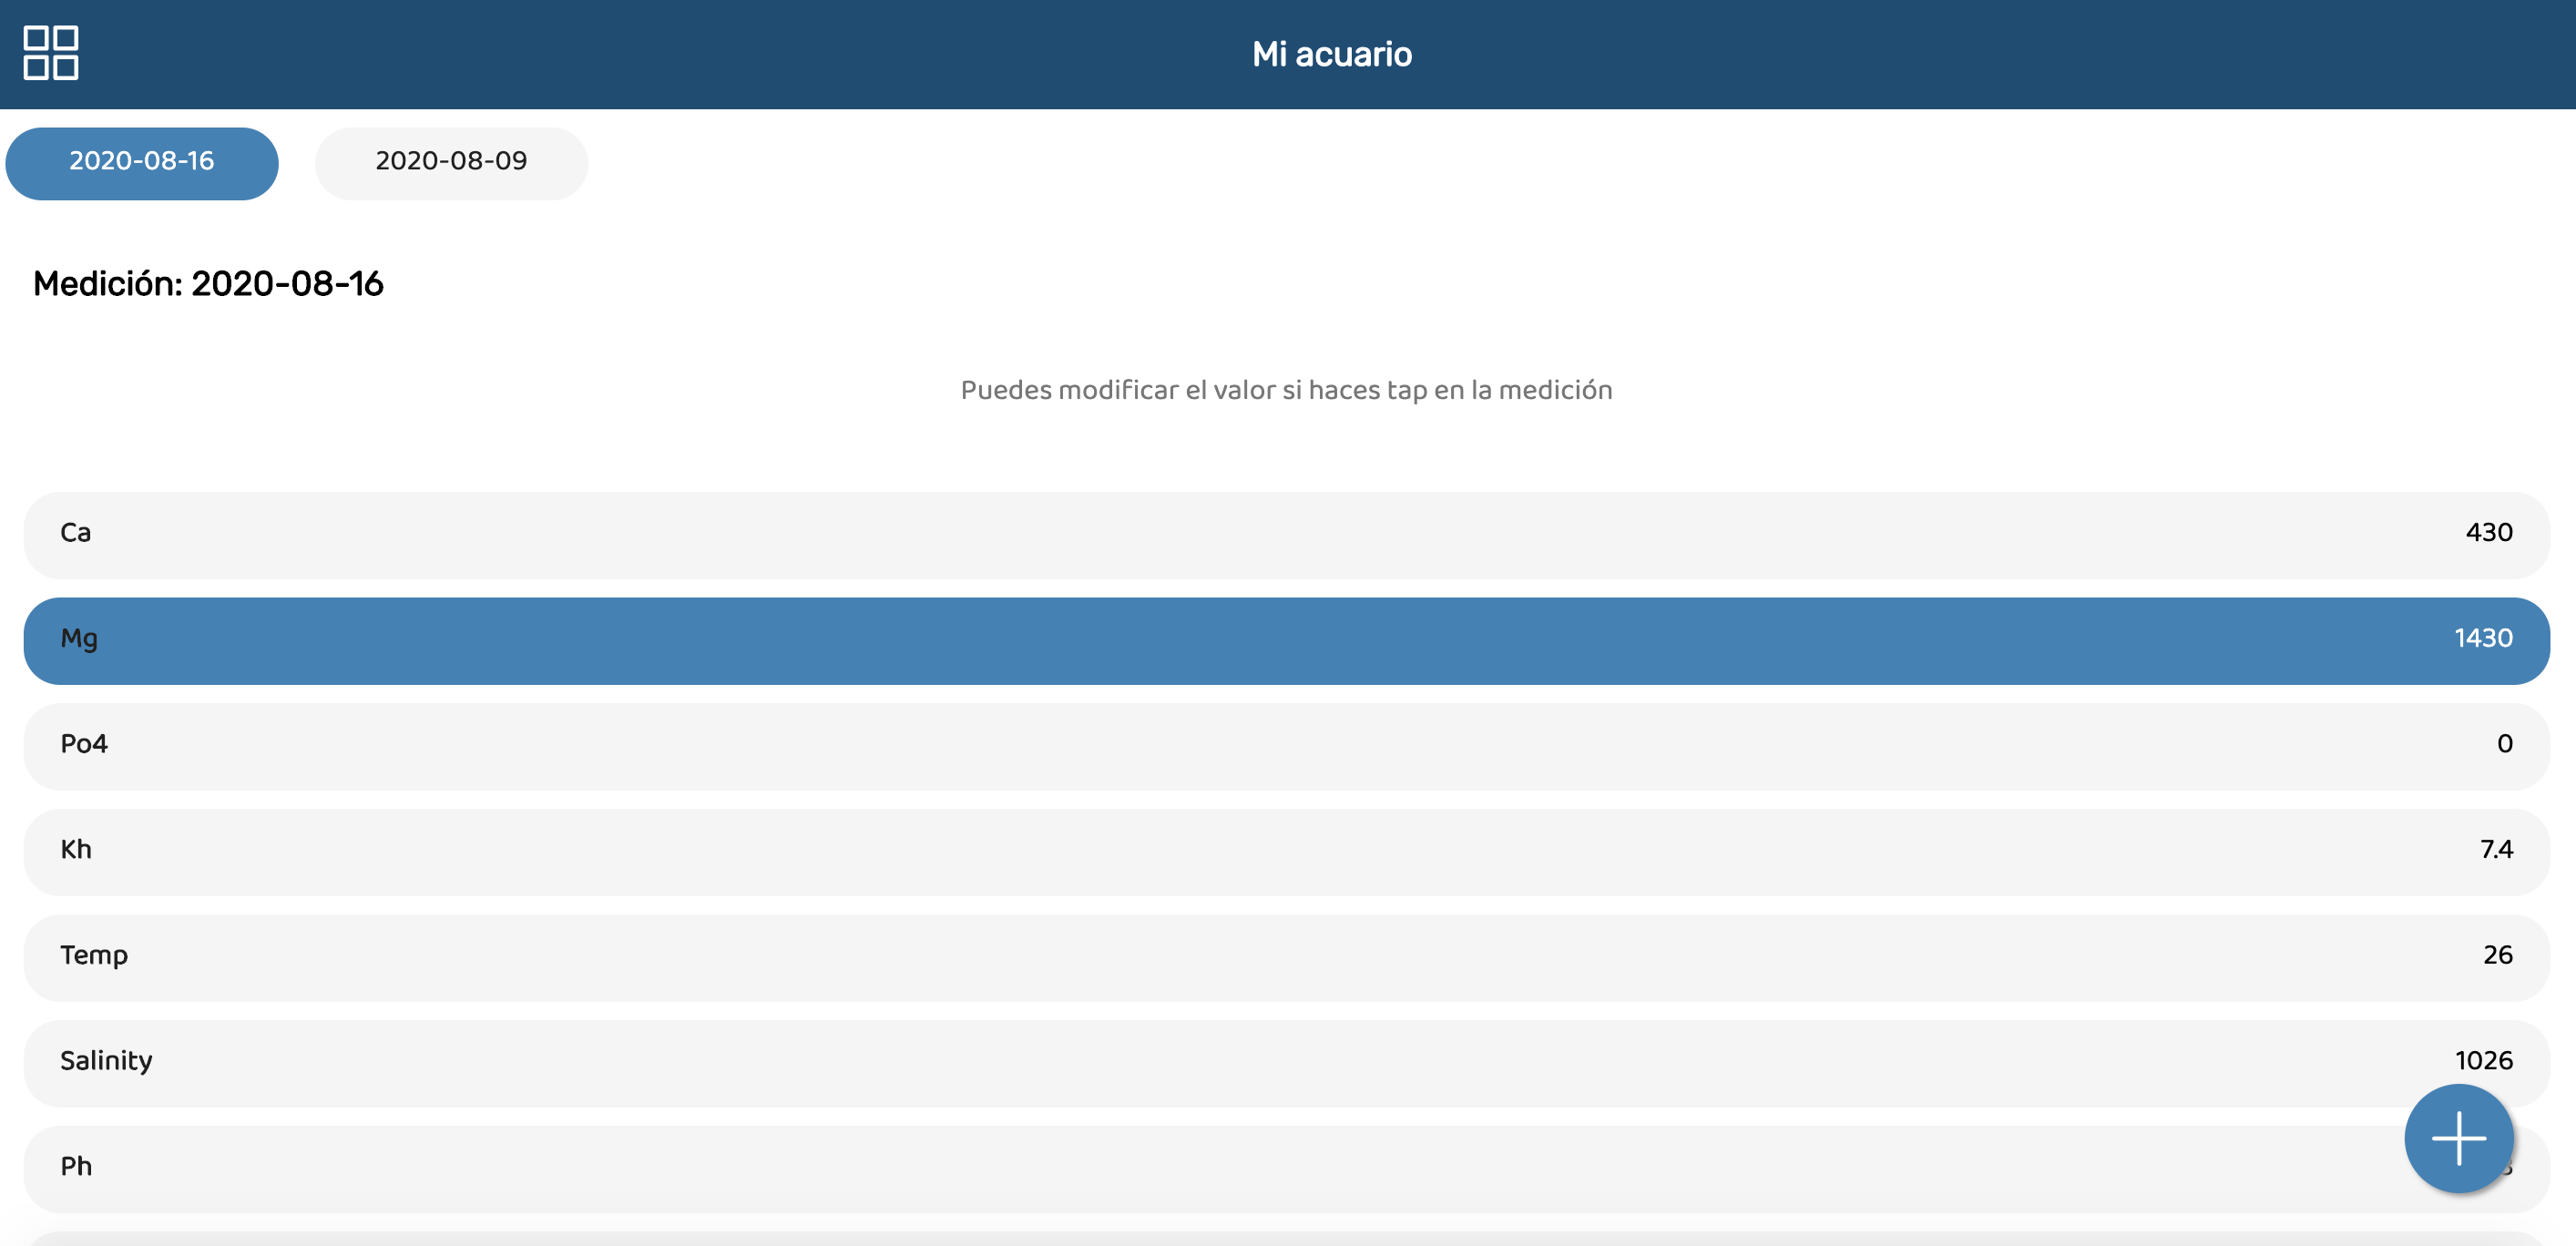 Mi acuario
2020-08-16 2020-08-09
Medición: 2020-08-16
Puedes modificar el valor si haces tap en la medición
Ca 430
Mg 1430
Po4 0
Kh 7.4
Temp 26
Salinity 1026
Ph